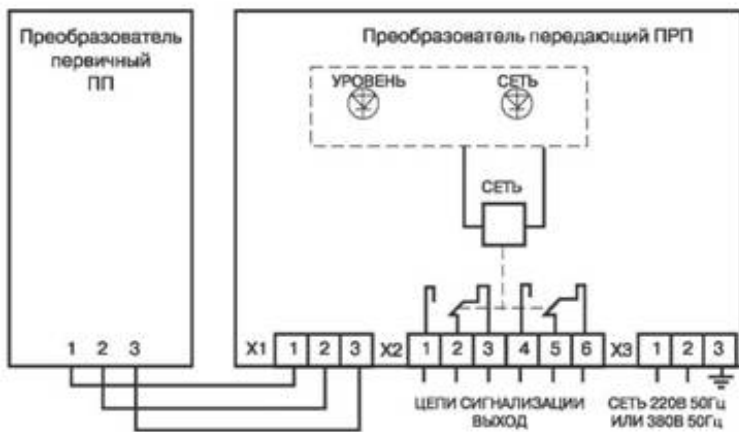 Преобразователь
первичный
ПП
Преобразователь передающий ПРП
УРОВЕНЬ СЕТЬ
СЕТЬ
1 2 3
X1 1 2 3 X2 1 2 3 4 5 6 X3 1 2 3
ЦЕПИ СИГНАЛИЗАЦИИ
ВЫХОД
СЕТЬ 220В 50Гц
ИЛИ 380В 50Гц